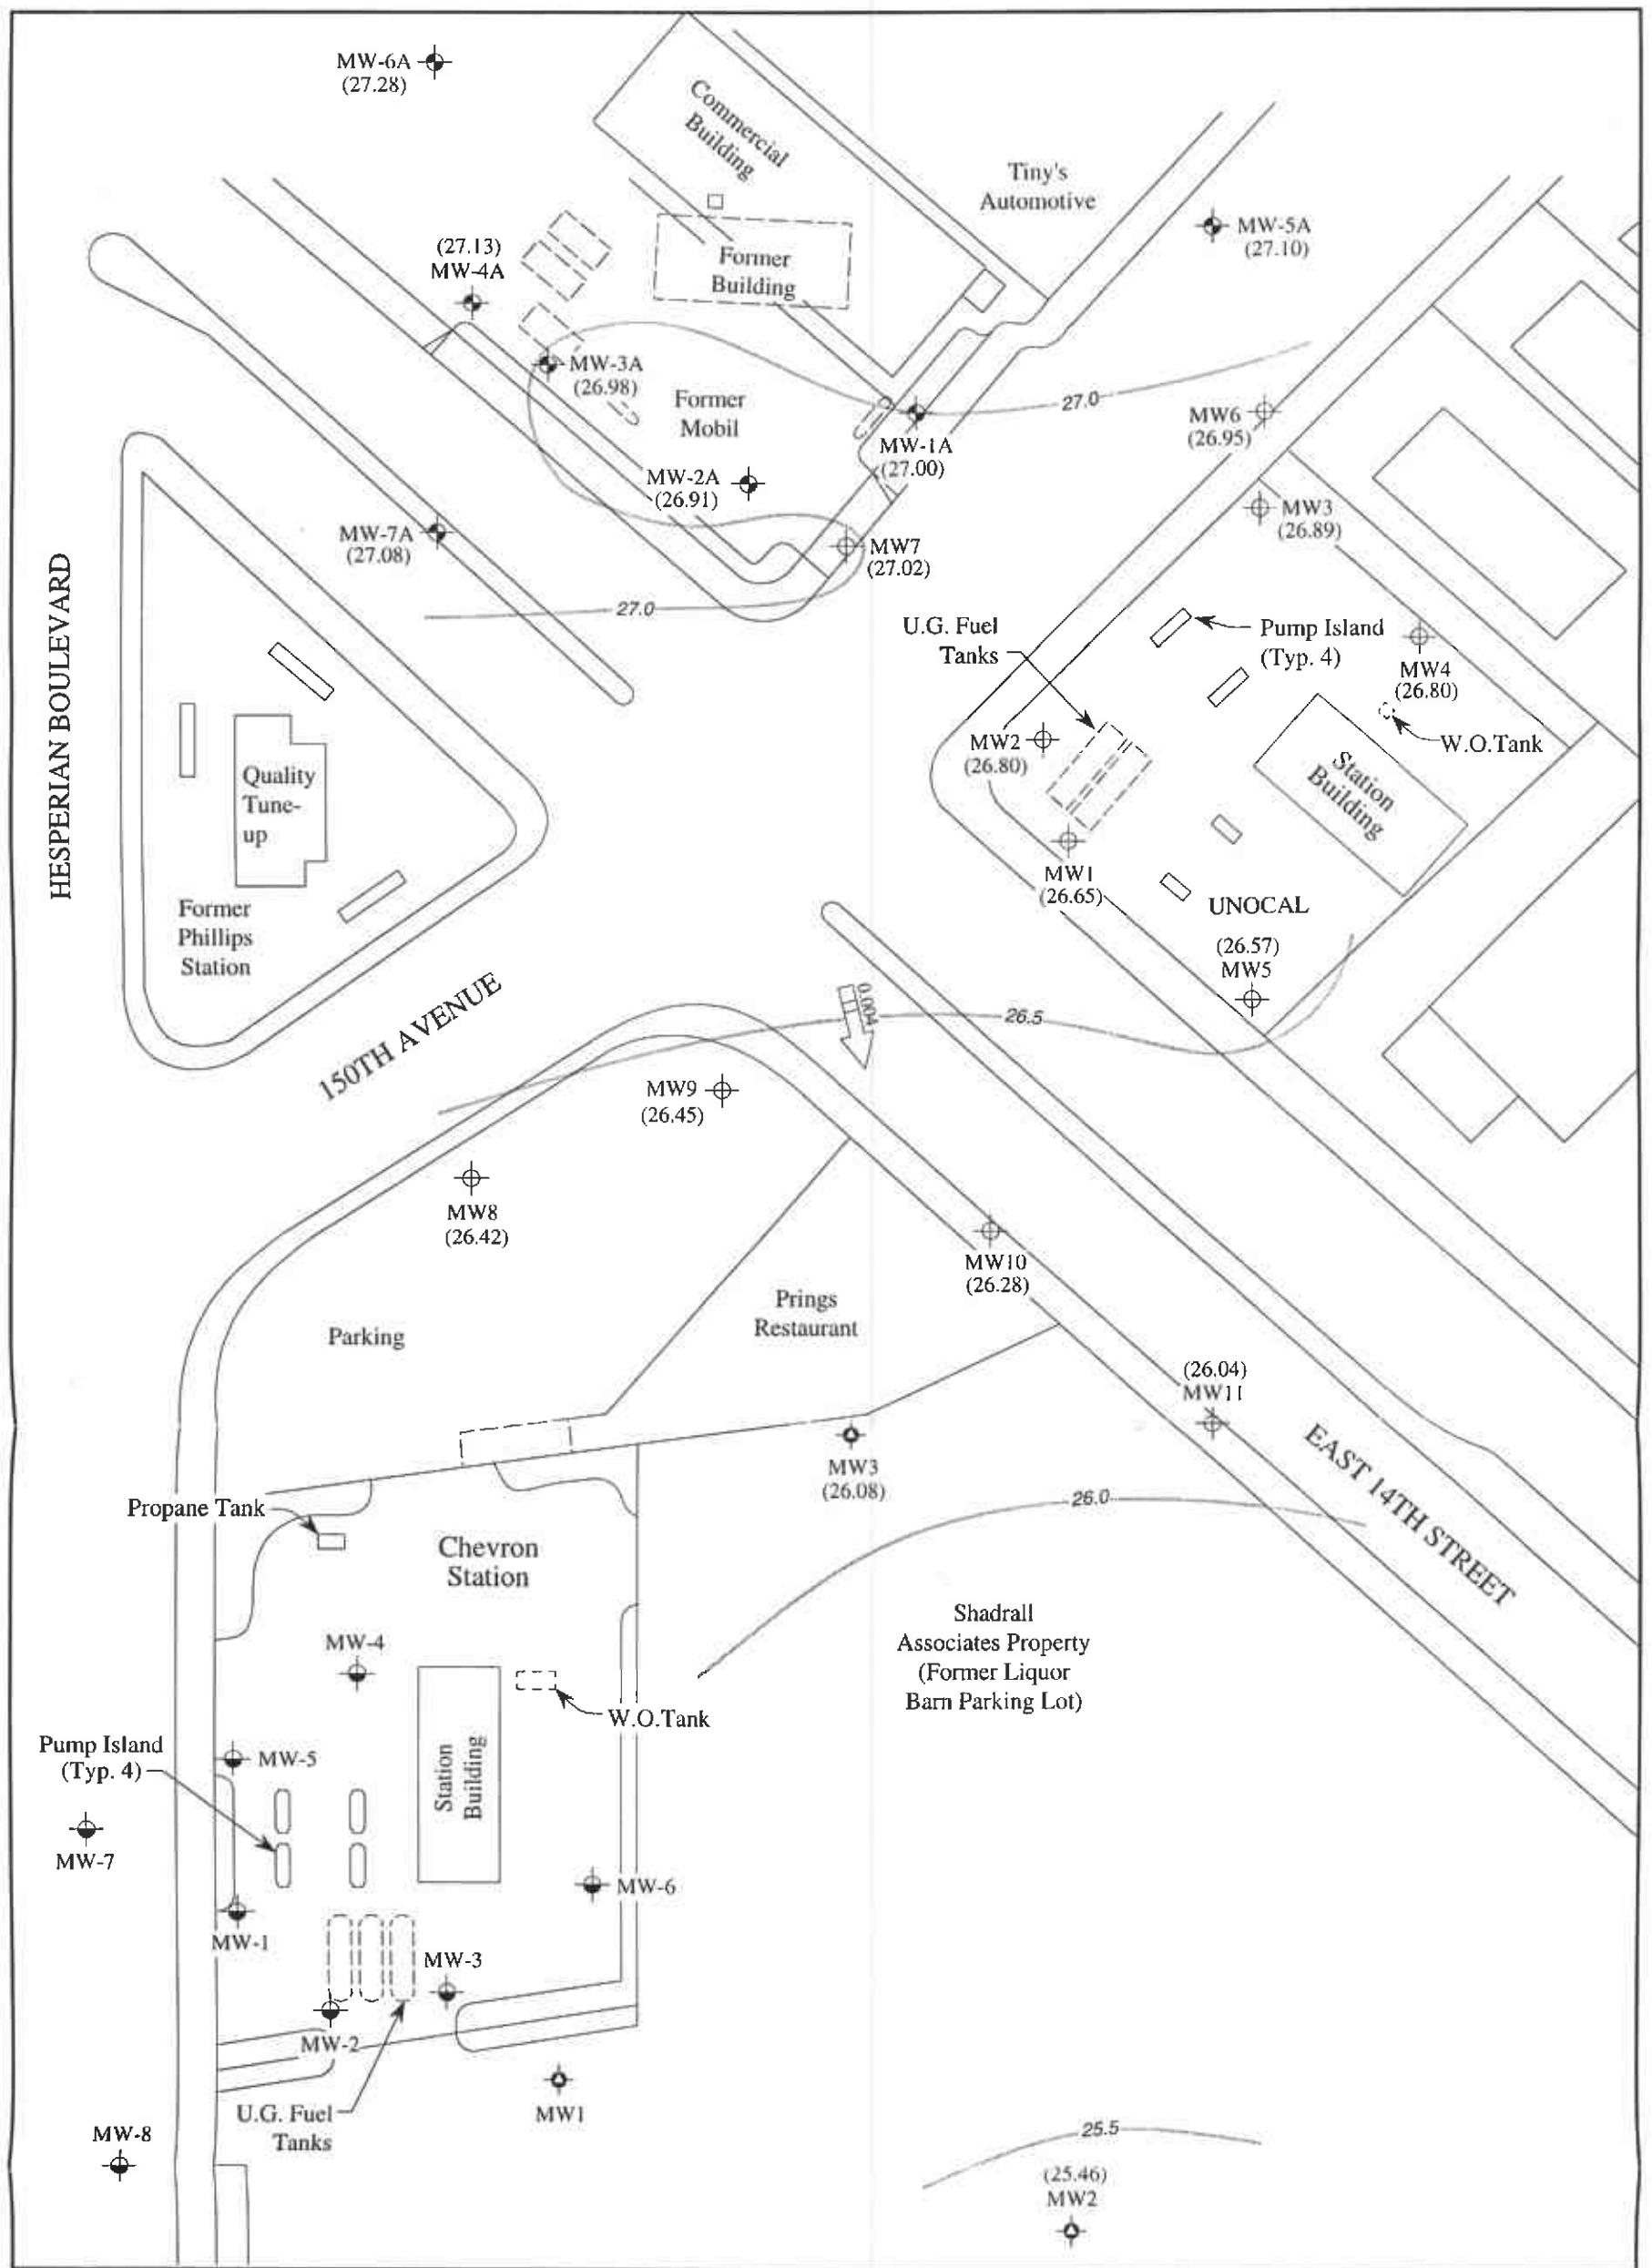 MW-6A
(27.28)
Commercial
Building
Tiny's
Automotive
MW-5A
(27.10)
(27.13)
MW-4A
Former
Building
MW-3A
(26.98)
Former
Mobil
27.0
MW-1A
(27.00)
MW6
(26.95)
MW-2A
(26.91)
MW3
(26.89)
MW-7A
(27.08)
MW7
(27.02)
27.0
HESPERIAN BOULEVARD
U.G. Fuel
Tanks
Pump Island
(Typ. 4)
MW4
(26.80)
W.O.Tank
MW2
(26.80)
Station
Building
Quality
Tune-
up
MW1
(26.65)
UNOCAL
(26.57)
MW5
Former
Phillips
Station
150TH AVENUE
0.004
26.5
MW9
(26.45)
MW8
(26.42)
MW10
(26.28)
Prings
Restaurant
Parking
(26.04)
MW11
EAST 14TH STREET
MW3
(26.08)
26.0
Propane Tank
Chevron
Station
Shadrall
Associates Property
(Former Liquor
Barn Parking Lot)
MW-4
W.O.Tank
Pump Island
(Typ. 4)
MW-5
Station
Building
MW-7
MW-6
MW-1
MW-3
MW-2
U.G. Fuel
Tanks
MW1
MW-8
25.5
(25.46)
MW2